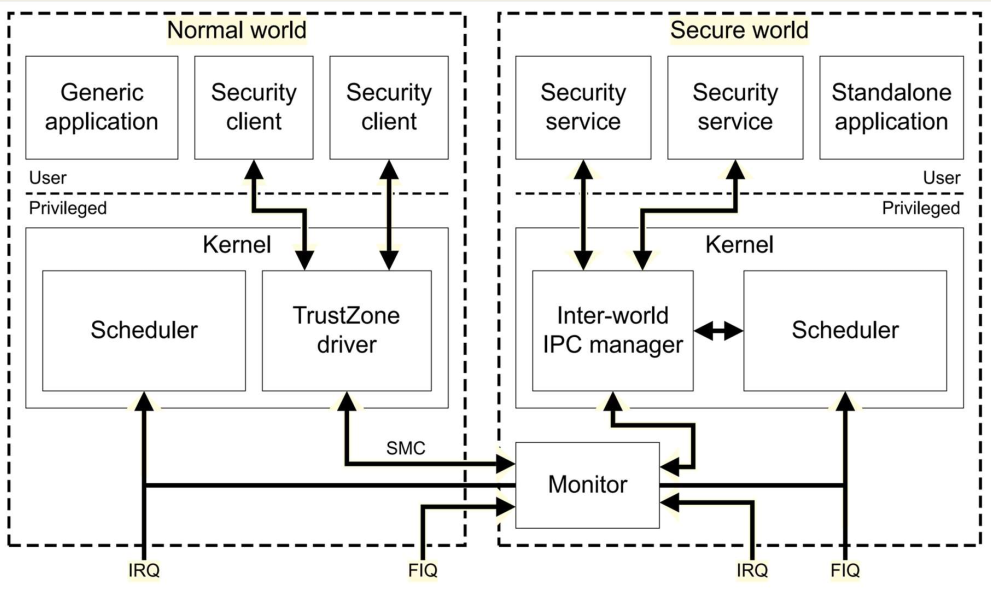 Normal world
Secure world
Generic
application
Security
client
Security
client
Security
service
Security
service
Standalone
application
User
Privileged
User
Privileged
Kernel
Scheduler
TrustZone
driver
Kernel
Inter-world
IPC manager
Scheduler
SMC
Monitor
IRQ
FIQ
IRQ
FIQ